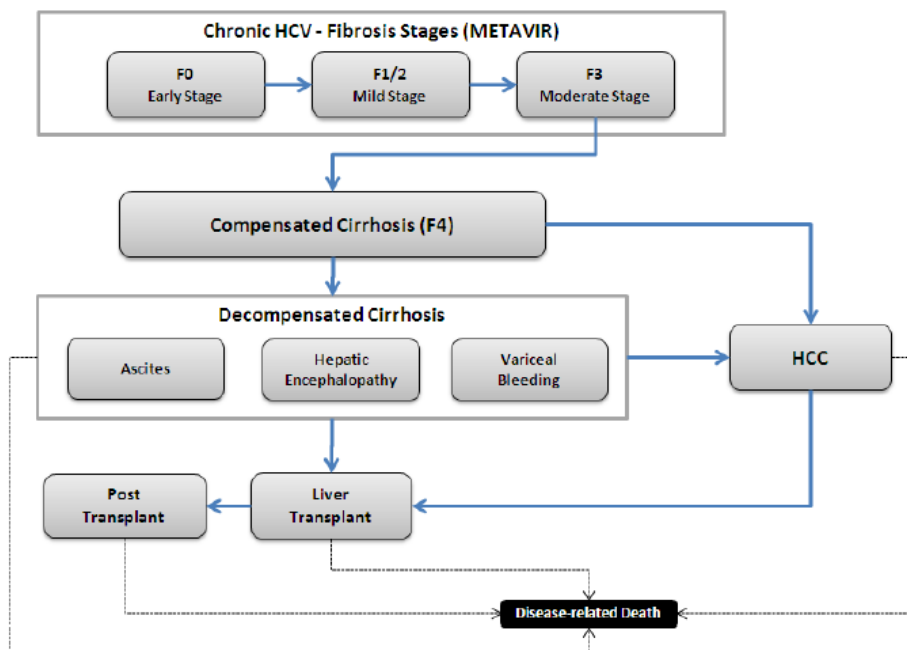 Chronic HCV - Fibrosis Stages (METAVIR)
F0
Early Stage
F1/2
Mild Stage
F3
Moderate Stage
Compensated Cirrhosis (F4)
Decompensated Cirrhosis
Ascites
Hepatic
Encephalopathy
Variceal
Bleeding
HCC
Post
Transplant
Liver
Transplant
Disease-related Death